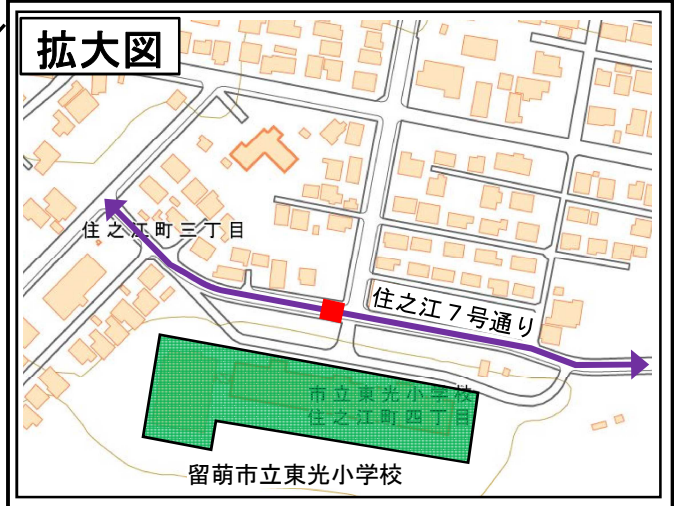 拡大図
住之江町三丁目
住之江7号通り
市立東光小学校
住之江町四丁目
留萌市立東光小学校